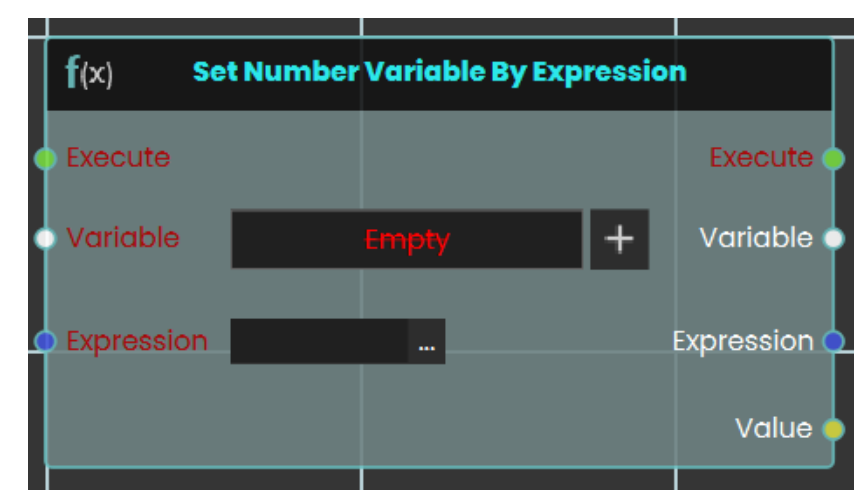 f(x) Set Number Variable By Expression
Execute Execute
Variable Empty + Variable
Expression ... Expression
Value